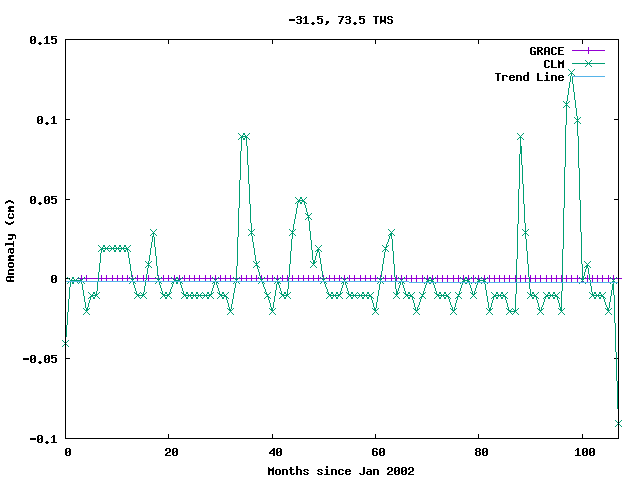 -31.5, 73.5 TWS
GRACE
CLM
Trend Line
0.15
0.1
0.05
0
-0.05
-0.1
Anomaly (cm)
0 20 40 60 80 100
Months since Jan 2002